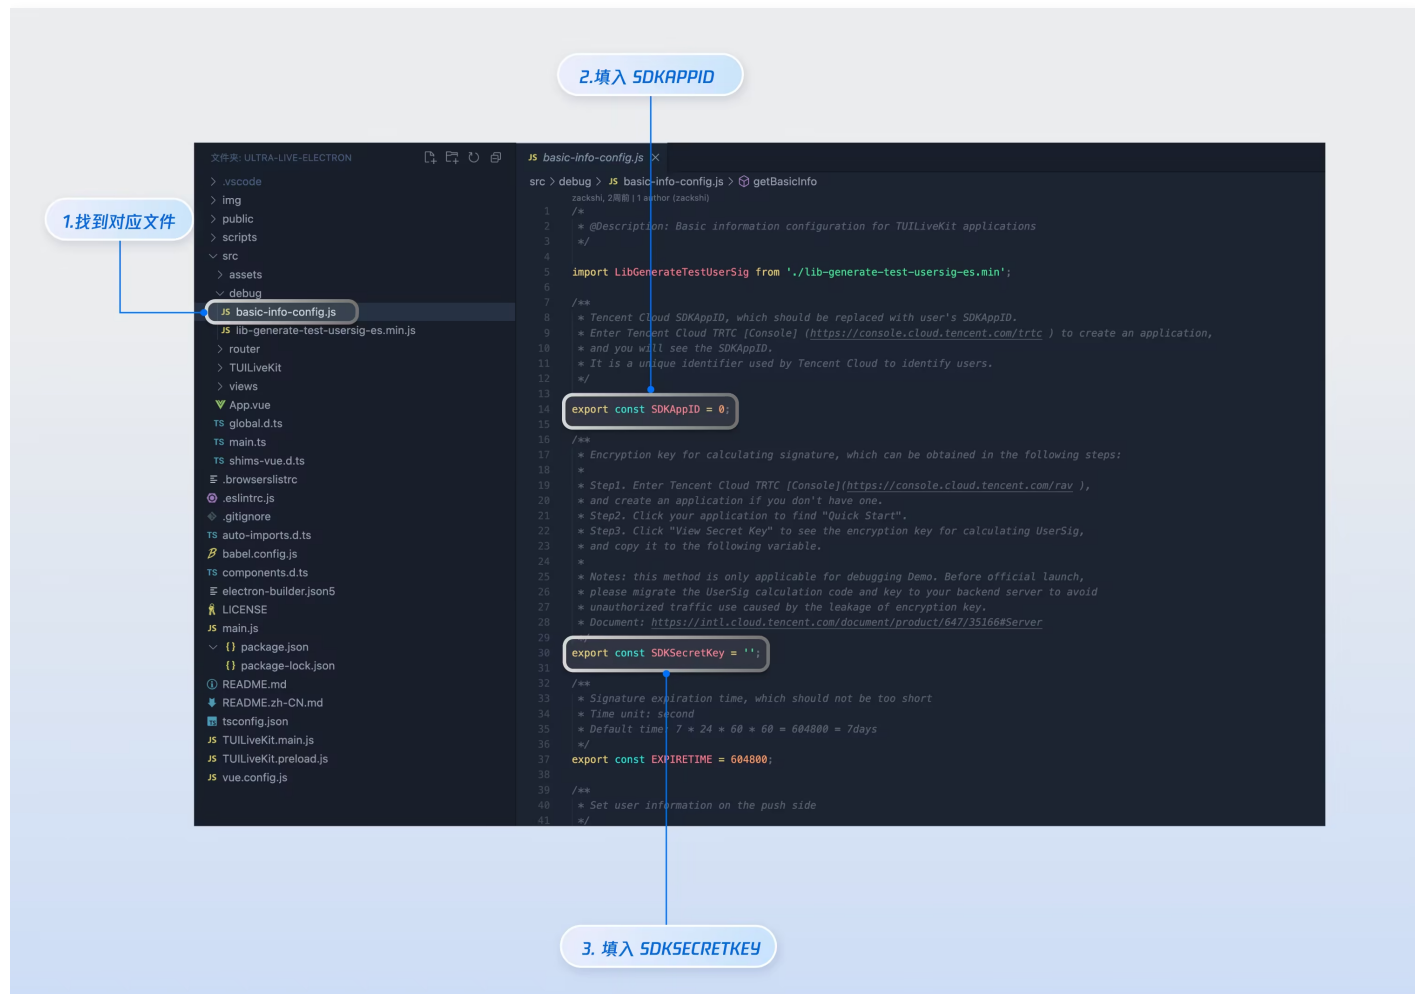 2.填入 SDKAPPID
1.找到对应文件
文件夹: ULTRA-LIVE-ELECTRON
.vscode
img
public
scripts
src
assets
debug
JS basic-info-config.js
JS lib-generate-test-usersig-es.min.js
router
TUILiveKit
views
App.vue
TS global.d.ts
TS main.ts
TS shims-vue.d.ts
.browserslistrc
.eslintrc.js
.gitignore
TS auto-imports.d.ts
babel.config.js
TS components.d.ts
electron-builder.json5
LICENSE
JS main.js
{} package.json
{} package-lock.json
README.md
README.zh-CN.md
tsconfig.json
JS TUILiveKit.main.js
JS TUILiveKit.preload.js
JS vue.config.js
JS basic-info-config.js ×
src > debug > JS basic-info-config.js > getBasicInfo
zackshi, 2周前 | 1 author (zackshi)
1 /*
2 * @Description: Basic information configuration for TUILiveKit applications
3 */
4
5 import LibGenerateTestUserSig from './lib-generate-test-usersig-es.min';
6
7 /**
8 * Tencent Cloud SDKAppID, which should be replaced with user's SDKAppID.
9 * Enter Tencent Cloud TRTC [Console] (https://console.cloud.tencent.com/trtc ) to create an application,
10 * and you will see the SDKAppID.
11 * It is a unique identifier used by Tencent Cloud to identify users.
12 */
13
14 export const SDKAppID = 0;
15
16 /**
17 * Encryption key for calculating signature, which can be obtained in the following steps:
18 *
19 * Step1. Enter Tencent Cloud TRTC [Console](https://console.cloud.tencent.com/rav ),
20 * and create an application if you don't have one.
21 * Step2. Click your application to find "Quick Start".
22 * Step3. Click "View Secret Key" to see the encryption key for calculating UserSig,
23 * and copy it to the following variable.
24 *
25 * Notes: this method is only applicable for debugging Demo. Before official launch,
26 * please migrate the UserSig calculation code and key to your backend server to avoid
27 * unauthorized traffic use caused by the leakage of encryption key.
28 * Document: https://intl.cloud.tencent.com/document/product/647/35166#Server
29 */
30 export const SDKSecretKey = '';
31
32 /**
33 * Signature expiration time, which should not be too short
34 * Time unit: second
35 * Default time: 7 * 24 * 60 * 60 = 604800 = 7days
36 */
37 export const EXPIRETIME = 604800;
38
39 /**
40 * Set user information on the push side
41 */
3. 填入 SDKSECRETKEY